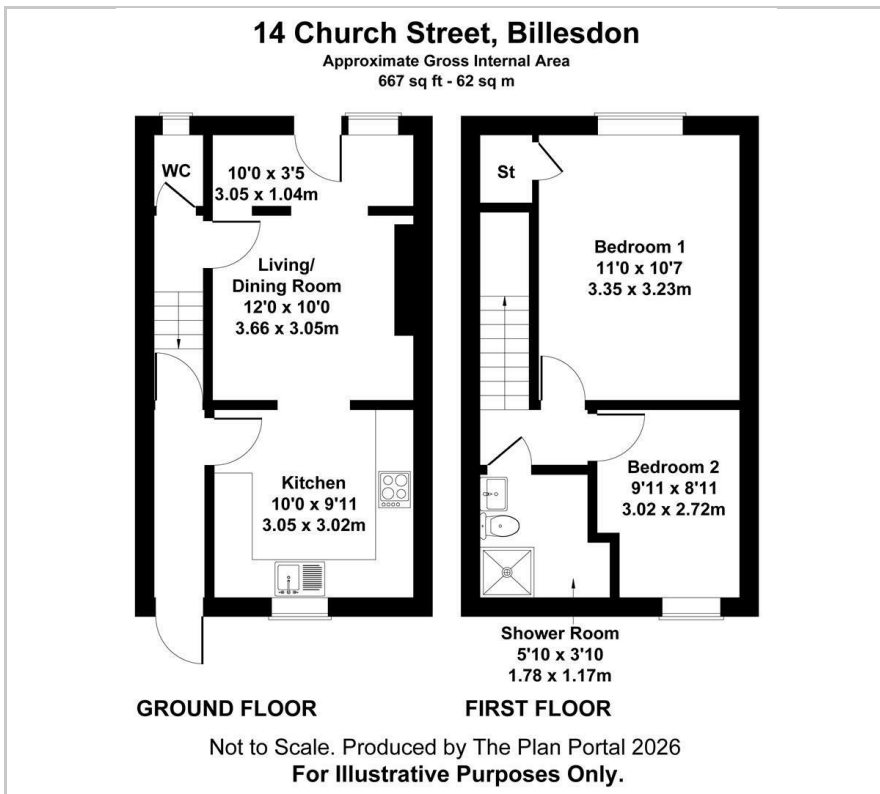 14 Church Street, Billesdon
Approximate Gross Internal Area
667 sq ft - 62 sq m
WC
10'0 x 3'5
3.05 x 1.04m
Living/
Dining Room
12'0 x 10'0
3.66 x 3.05m
Kitchen
10'0 x 9'11
3.05 x 3.02m
St
Bedroom 1
11'0 x 10'7
3.35 x 3.23m
Bedroom 2
9'11 x 8'11
3.02 x 2.72m
Shower Room
5'10 x 3'10
1.78 x 1.17m
GROUND FLOOR
FIRST FLOOR
Not to Scale. Produced by The Plan Portal 2026
For Illustrative Purposes Only.